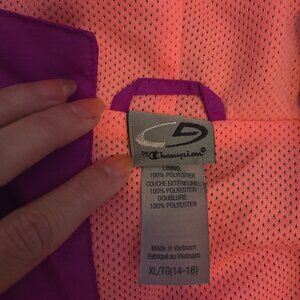 by Champion®
LINING:
100% POLYESTER
COUCHE EXTÉRIEURE:
100% POLYESTER
DOUBLURE:
100% POLYESTER
Made in Vietnam
Fabriqué au Vietnam
XL/TG(14-16)